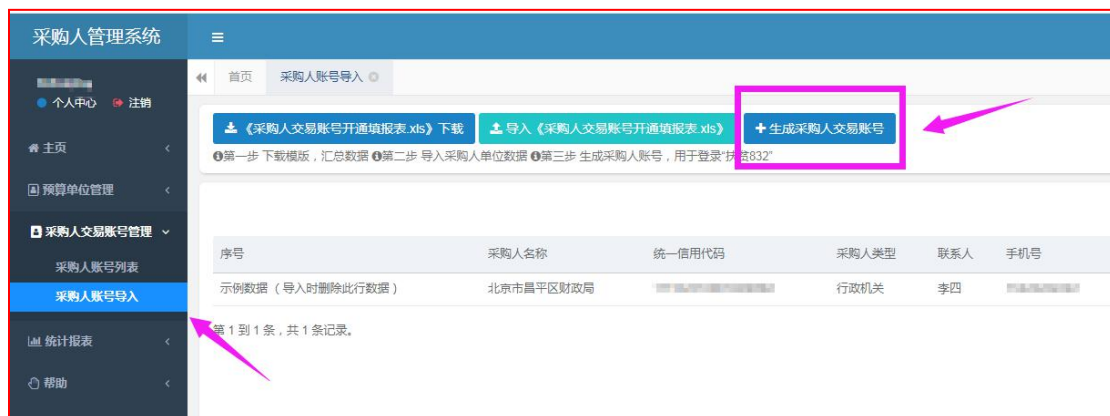 采购人管理系统
个人中心 注销
主页
预算单位管理
采购人交易账号管理
采购人账号列表
采购人账号导入
统计报表
帮助
首页 采购人账号导入
《采购人交易账号开通填报表.xls》下载 导入《采购人交易账号开通填报表.xls》 生成采购人交易账号
第一步 下载模版，汇总数据 第二步 导入采购人单位数据 第三步 生成采购人账号，用于登录“扶贫832”
序号 采购人名称 统一信用代码 采购人类型 联系人 手机号
示例数据（导入时删除此行数据） 北京市昌平区财政局 行政机关 李四
第 1 到 1 条，共 1 条记录。